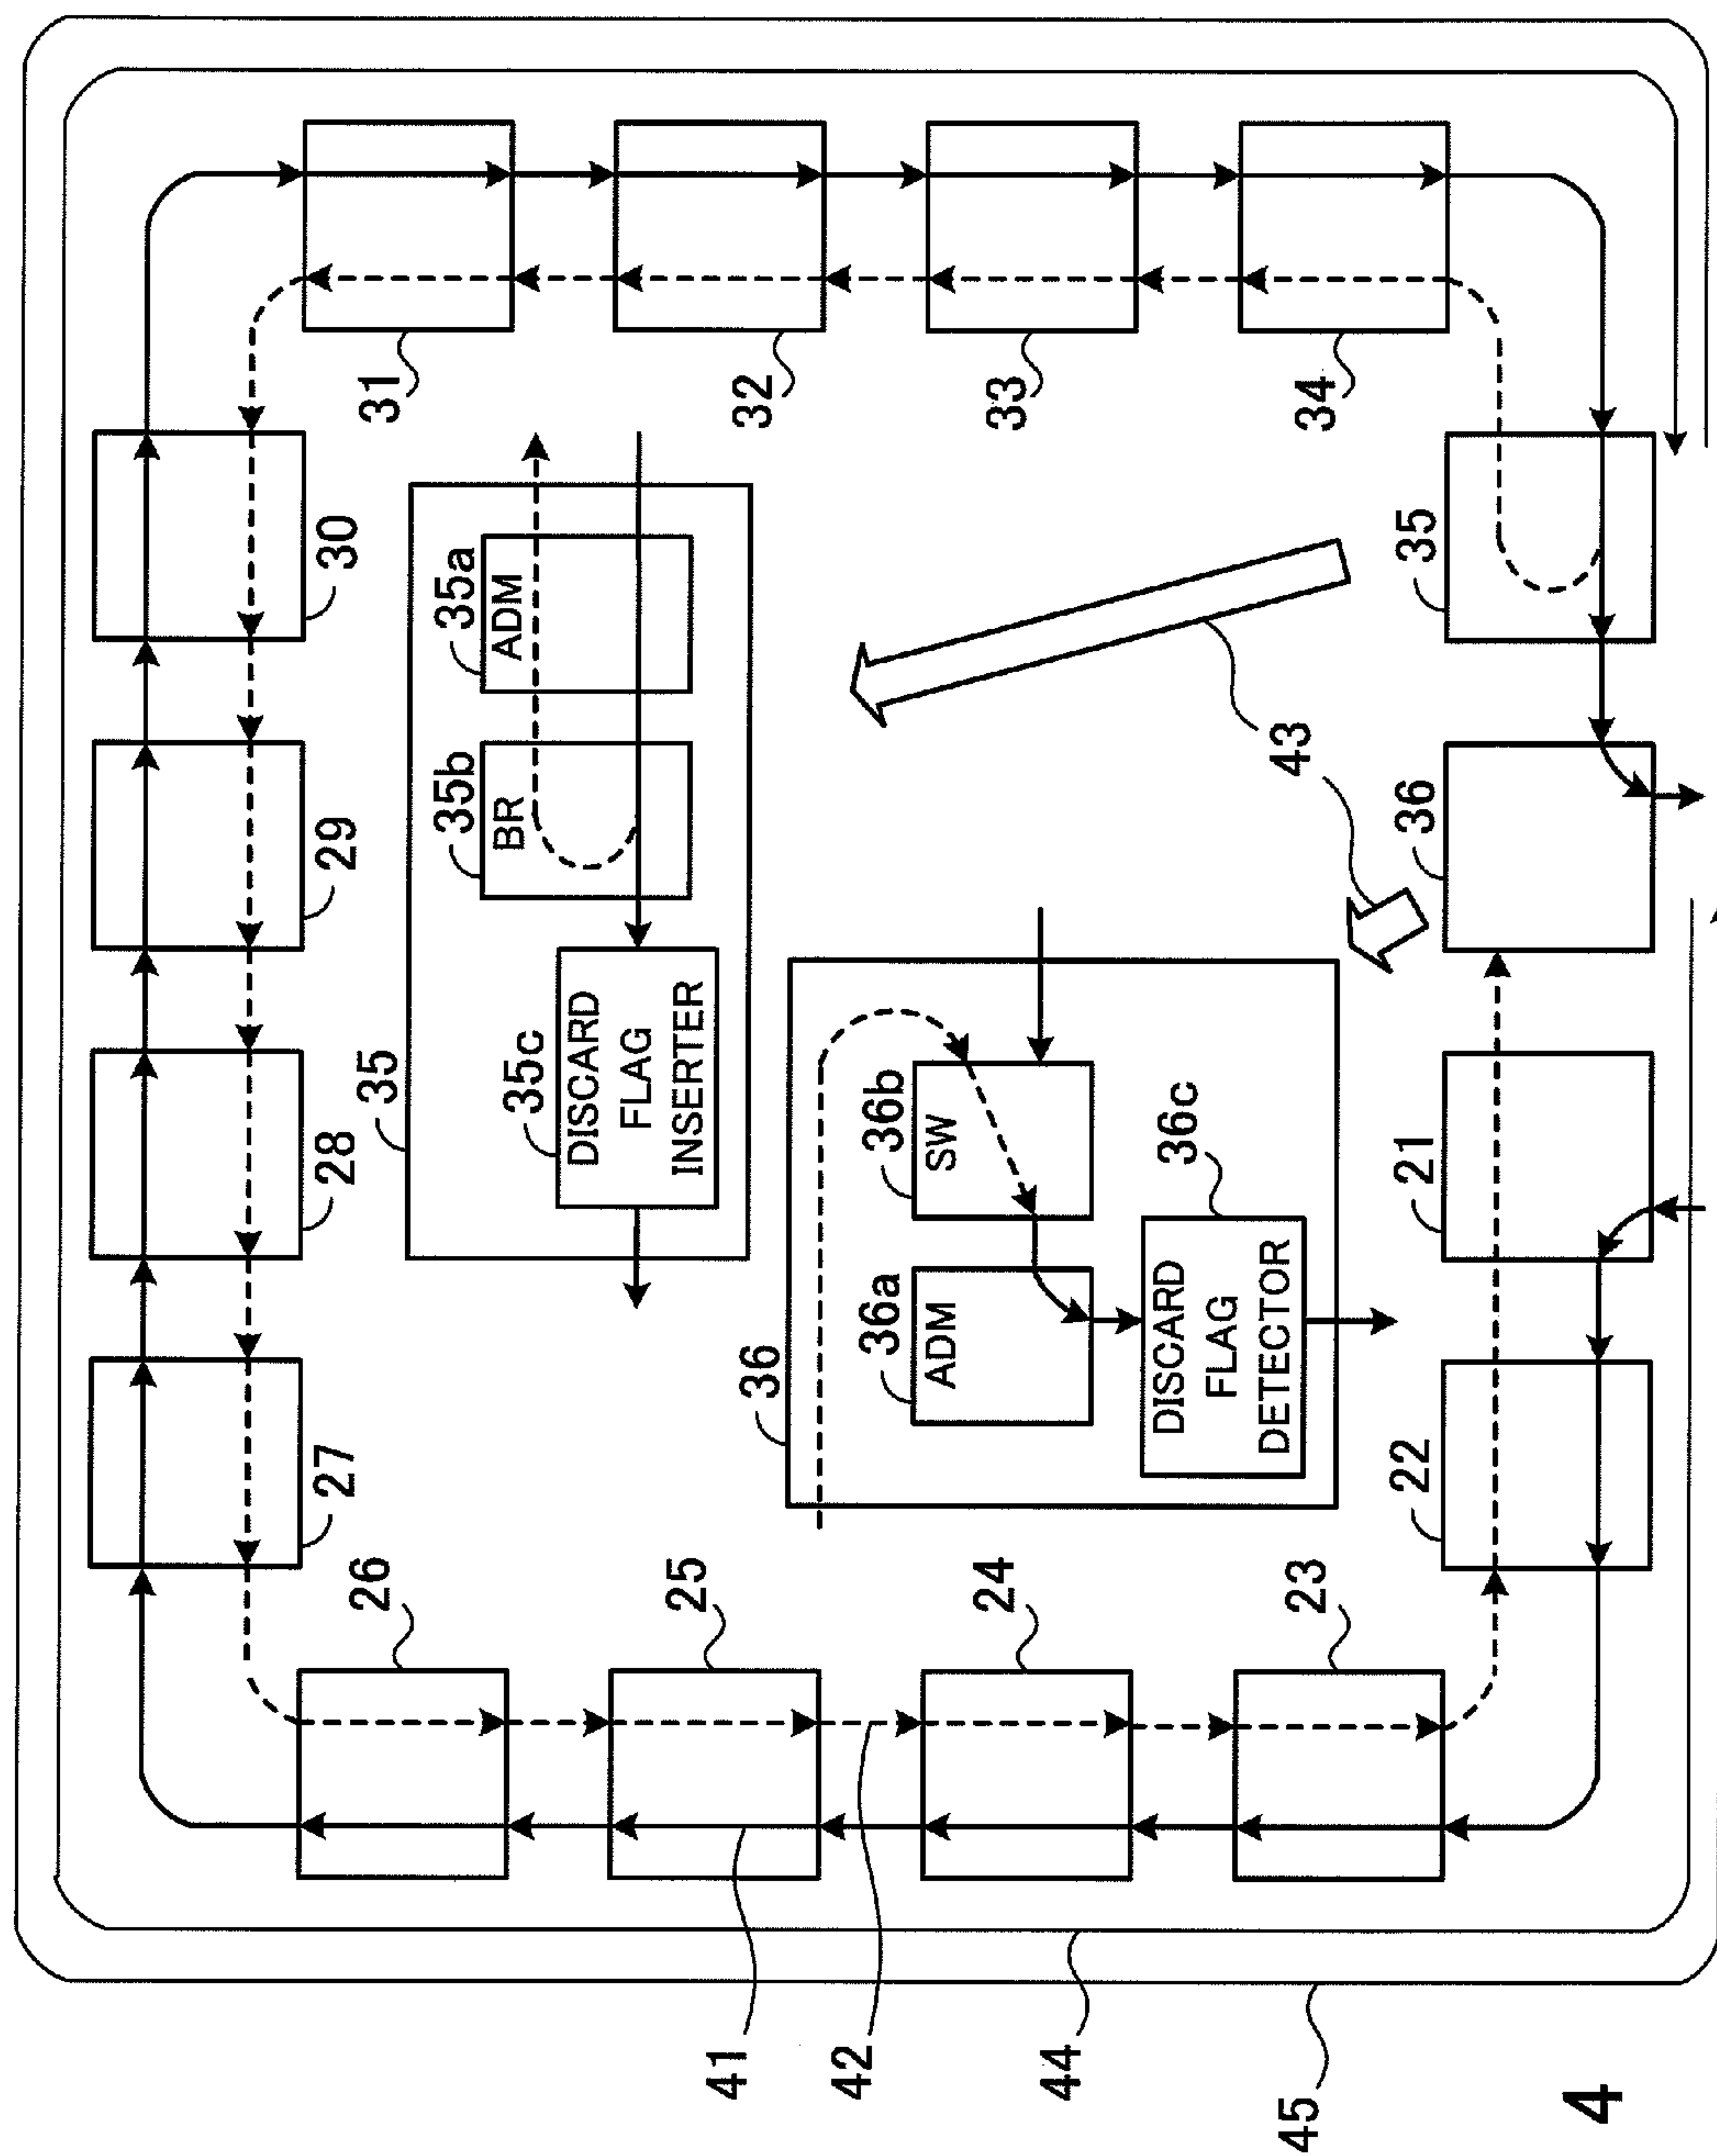 27
28
29
30
26
31
35
35b
35a
BR
ADM
35c
DISCARD
FLAG
INSERTER
25
32
41
36
42
36a
36b
ADM
SW
24
33
44
36c
DISCARD
FLAG
DETECTOR
43
45
23
34
22
21
36
35
4